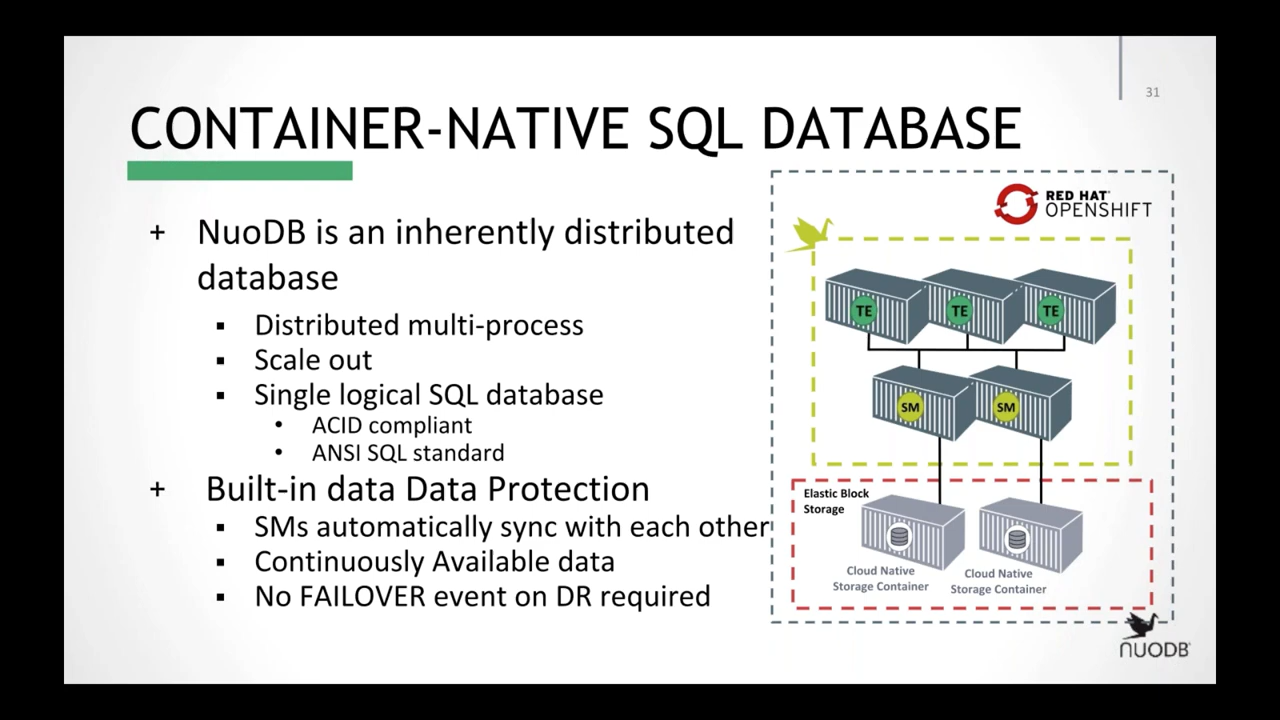 31
CONTAINER-NATIVE SQL DATABASE
+ NuoDB is an inherently distributed
database
▪ Distributed multi-process
▪ Scale out
▪ Single logical SQL database
• ACID compliant
• ANSI SQL standard
+ Built-in data Data Protection
▪ SMs automatically sync with each other
▪ Continuously Available data
▪ No FAILOVER event on DR required
RED HAT®
OPENSHIFT
TE TE TE
SM SM
Elastic Block
Storage
Cloud Native
Storage Container
Cloud Native
Storage Container
NUODB